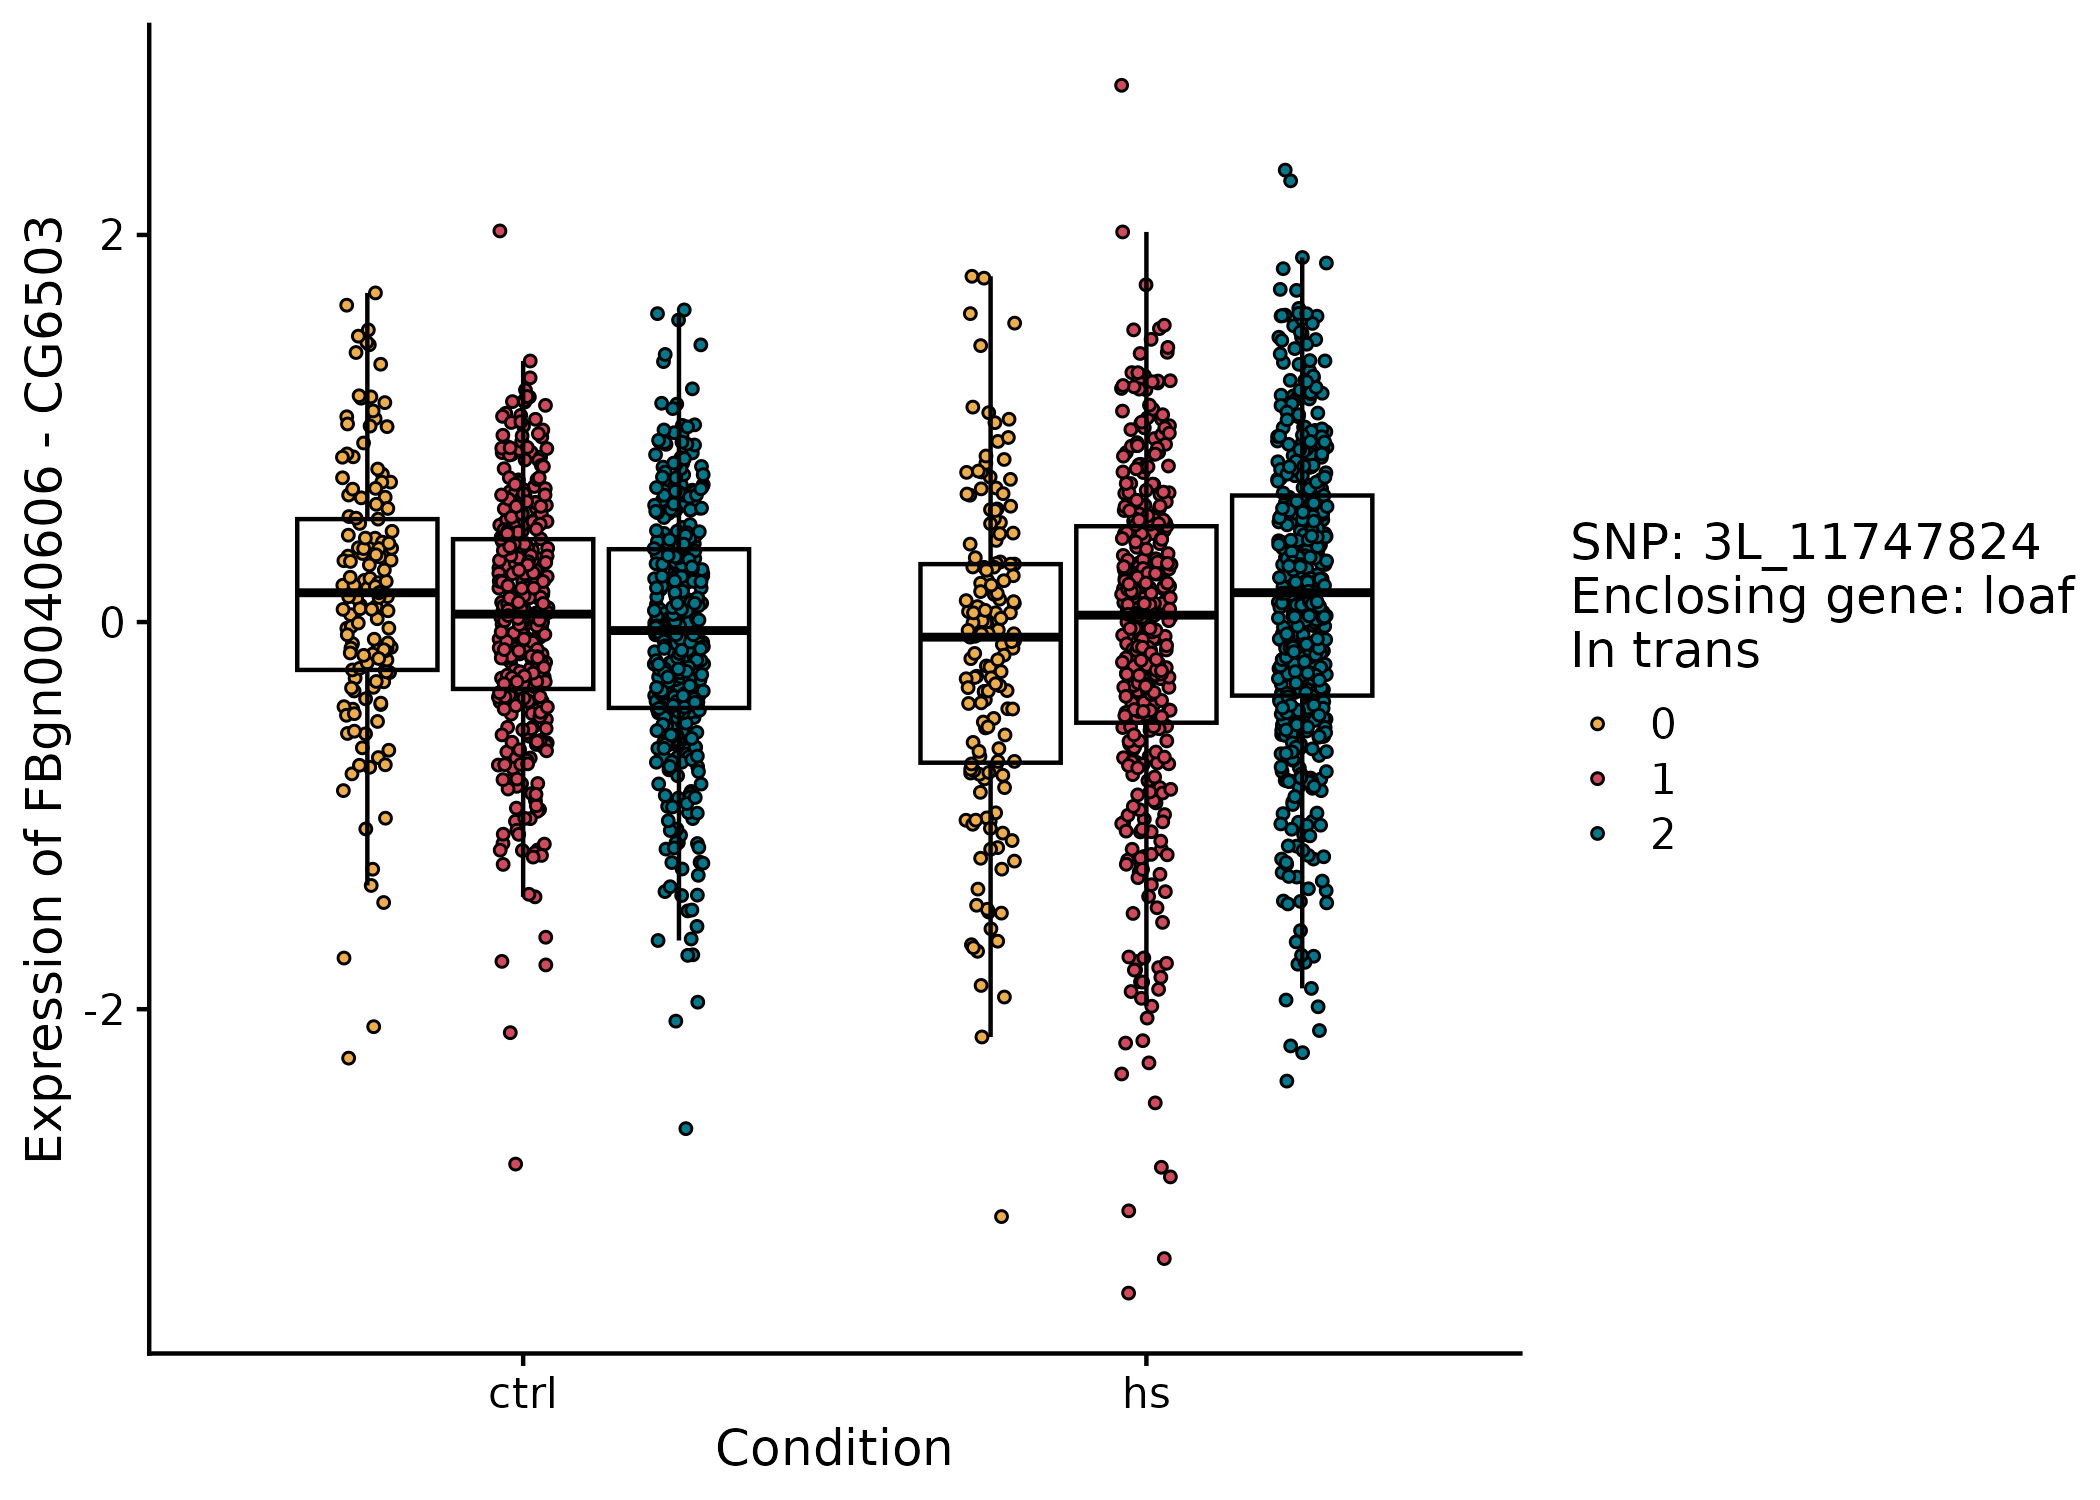 Expression of FBgn0040606 - CG6503
2
0
-2
ctrl
hs
Condition
SNP: 3L_11747824
Enclosing gene: loaf
In trans
0
1
2